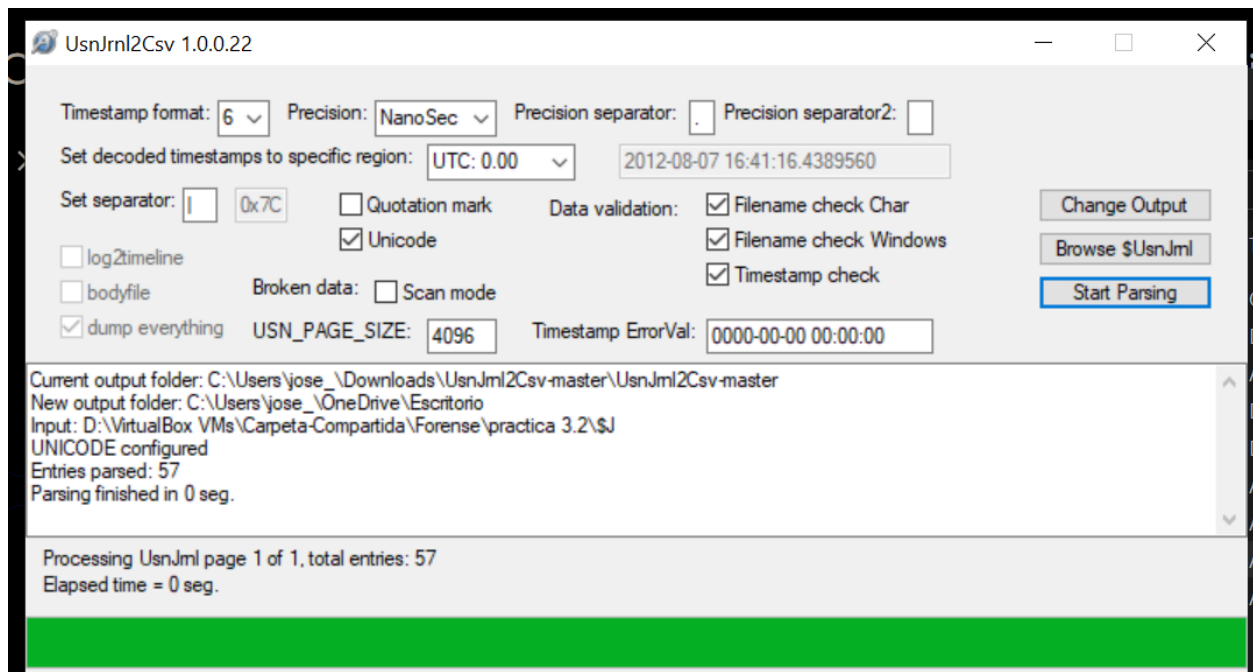 UsnJrnl2Csv 1.0.0.22
Timestamp format: 6 Precision: NanoSec Precision separator: . Precision separator2:
Set decoded timestamps to specific region: UTC: 0.00 2012-08-07 16:41:16.4389560
Set separator: | 0x7C Quotation mark Data validation: Filename check Char Change Output
Unicode Filename check Windows Browse $UsnJrnl
log2timeline Timestamp check
bodyfile Broken data: Scan mode Start Parsing
dump everything USN_PAGE_SIZE: 4096 Timestamp ErrorVal: 0000-00-00 00:00:00
Current output folder: C:\Users\jose_\Downloads\UsnJrnl2Csv-master\UsnJrnl2Csv-master
New output folder: C:\Users\jose_\OneDrive\Escritorio
Input: D:\VirtualBox VMs\Carpeta-Compartida\Forense\practica 3.2\$J
UNICODE configured
Entries parsed: 57
Parsing finished in 0 seg.
Processing UsnJrnl page 1 of 1, total entries: 57
Elapsed time = 0 seg.